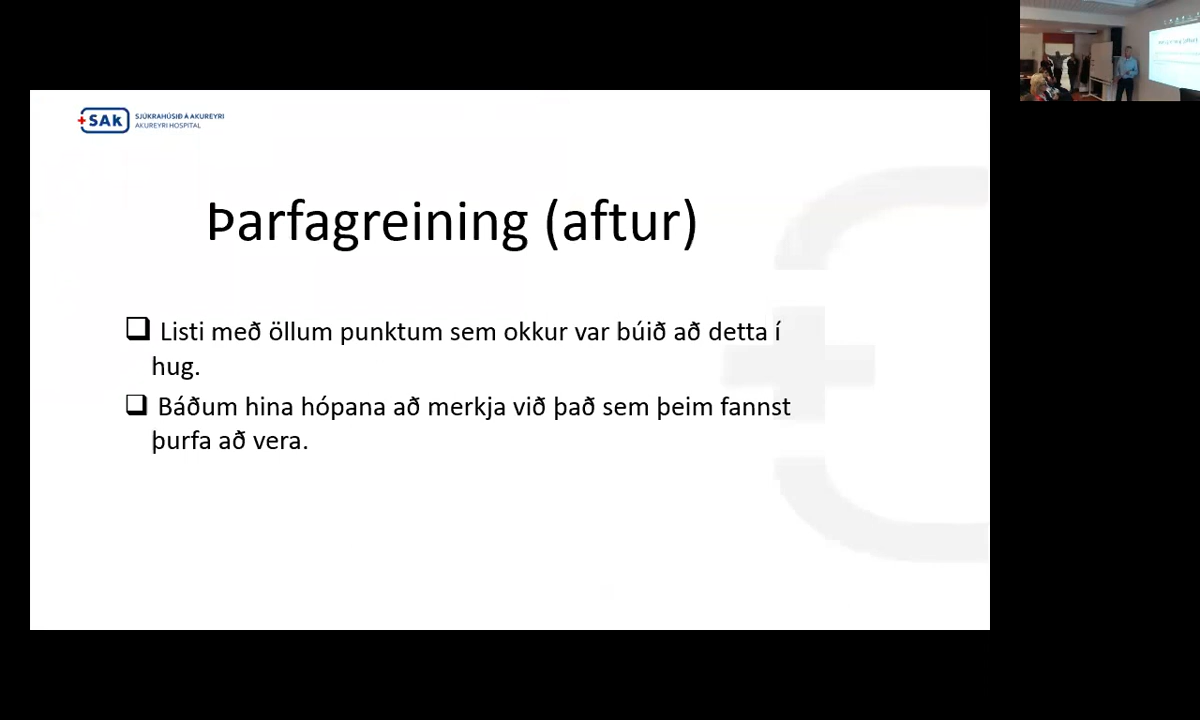 SAk
SJÚKRAHÚSIÐ Á AKUREYRI
AKUREYRI HOSPITAL
Þarfagreining (aftur)
Listi með öllum punktum sem okkur var búið að detta í
hug.
Báðum hina hópana að merkja við það sem þeim fannst
þurfa að vera.